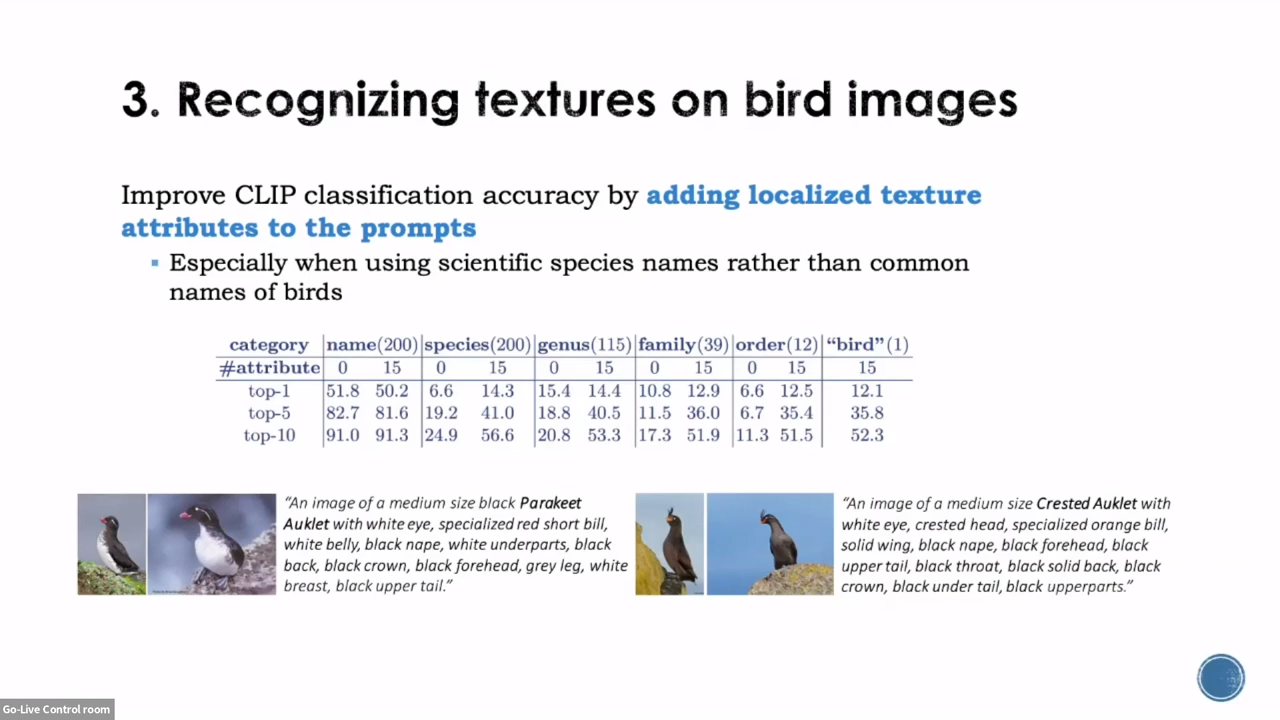 3. Recognizing textures on bird images
Improve CLIP classification accuracy by adding localized texture
attributes to the prompts
Especially when using scientific species names rather than common
names of birds
category name(200) species(200) genus(115) family(39) order(12) “bird”(1)
#attribute 0 15 0 15 0 15 0 15 0 15 15
top-1 51.8 50.2 6.6 14.3 15.4 14.4 10.8 12.9 6.6 12.5 12.1
top-5 82.7 81.6 19.2 41.0 18.8 40.5 11.5 36.0 6.7 35.4 35.8
top-10 91.0 91.3 24.9 56.6 20.8 53.3 17.3 51.9 11.3 51.5 52.3
“An image of a medium size black Parakeet
Auklet with white eye, specialized red short bill,
white belly, black nape, white underparts, black
back, black crown, black forehead, grey leg, white
breast, black upper tail.”
“An image of a medium size Crested Auklet with
white eye, crested head, specialized orange bill,
solid wing, black nape, black forehead, black
upper tail, black throat, black solid back, black
crown, black under tail, black upperparts.”
Go-Live Control room